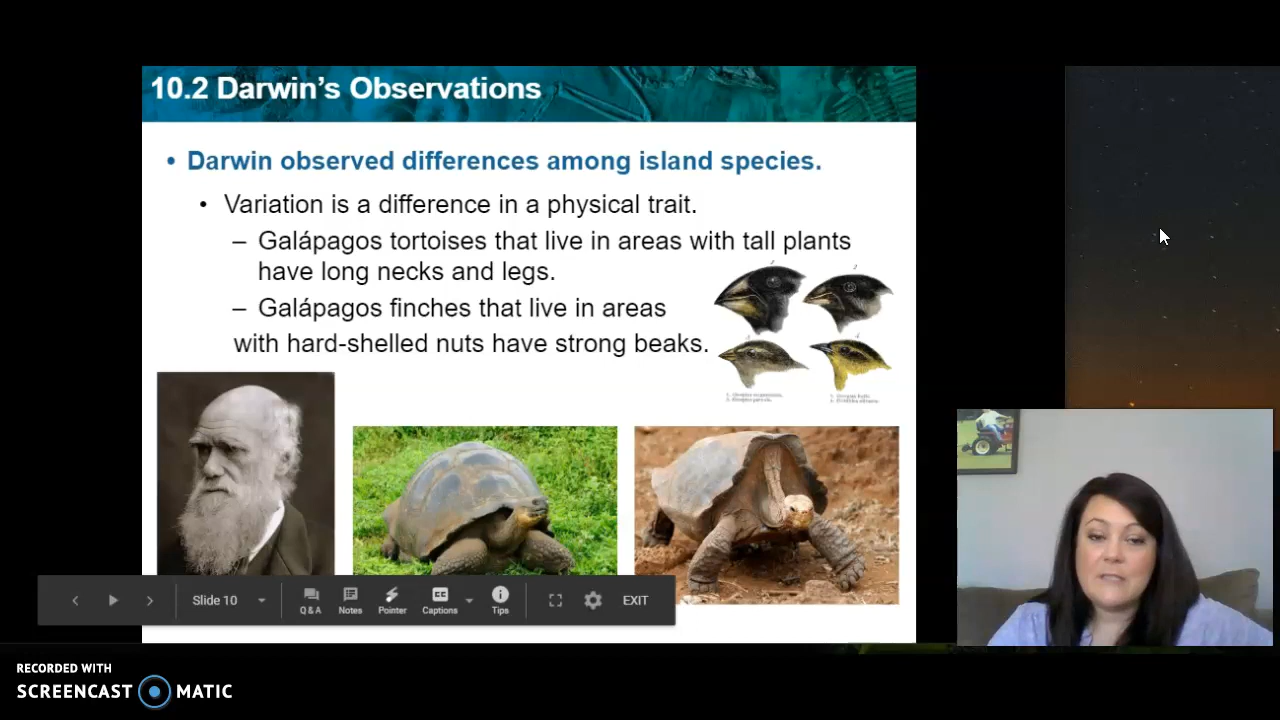 10.2 Darwin's Observations
• Darwin observed differences among island species.
• Variation is a difference in a physical trait.
– Galápagos tortoises that live in areas with tall plants
have long necks and legs.
– Galápagos finches that live in areas
with hard-shelled nuts have strong beaks.
Slide 10
Q & A
Notes
Pointer
Captions
Tips
EXIT
RECORDED WITH
SCREENCAST MATIC